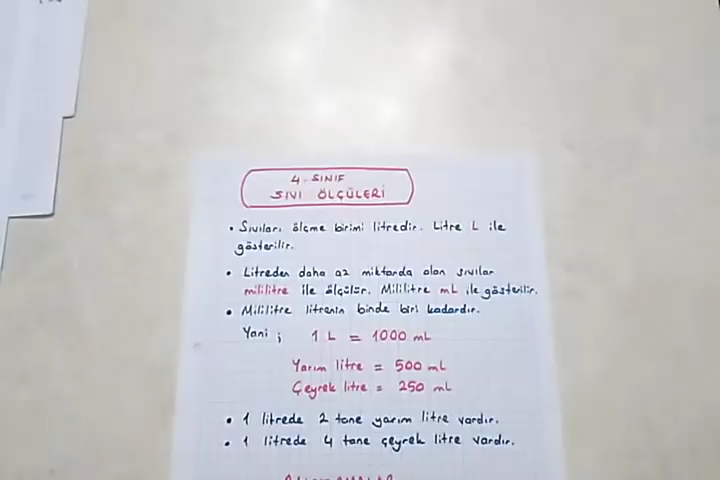 4. SINIF
SIVI ÖLÇÜLERİ
• Sıvıları ölçme birimi litredir. Litre L ile
gösterilir.
• Litreden daha az miktarda olan sıvılar
mililitre ile ölçülür. Mililitre mL ile gösterilir.
• Mililitre litrenin binde biri kadardır.
Yani ; 1 L = 1000 mL
Yarım litre = 500 mL
Çeyrek litre = 250 mL
• 1 litrede 2 tane yarım litre vardır.
• 1 litrede 4 tane çeyrek litre vardır.